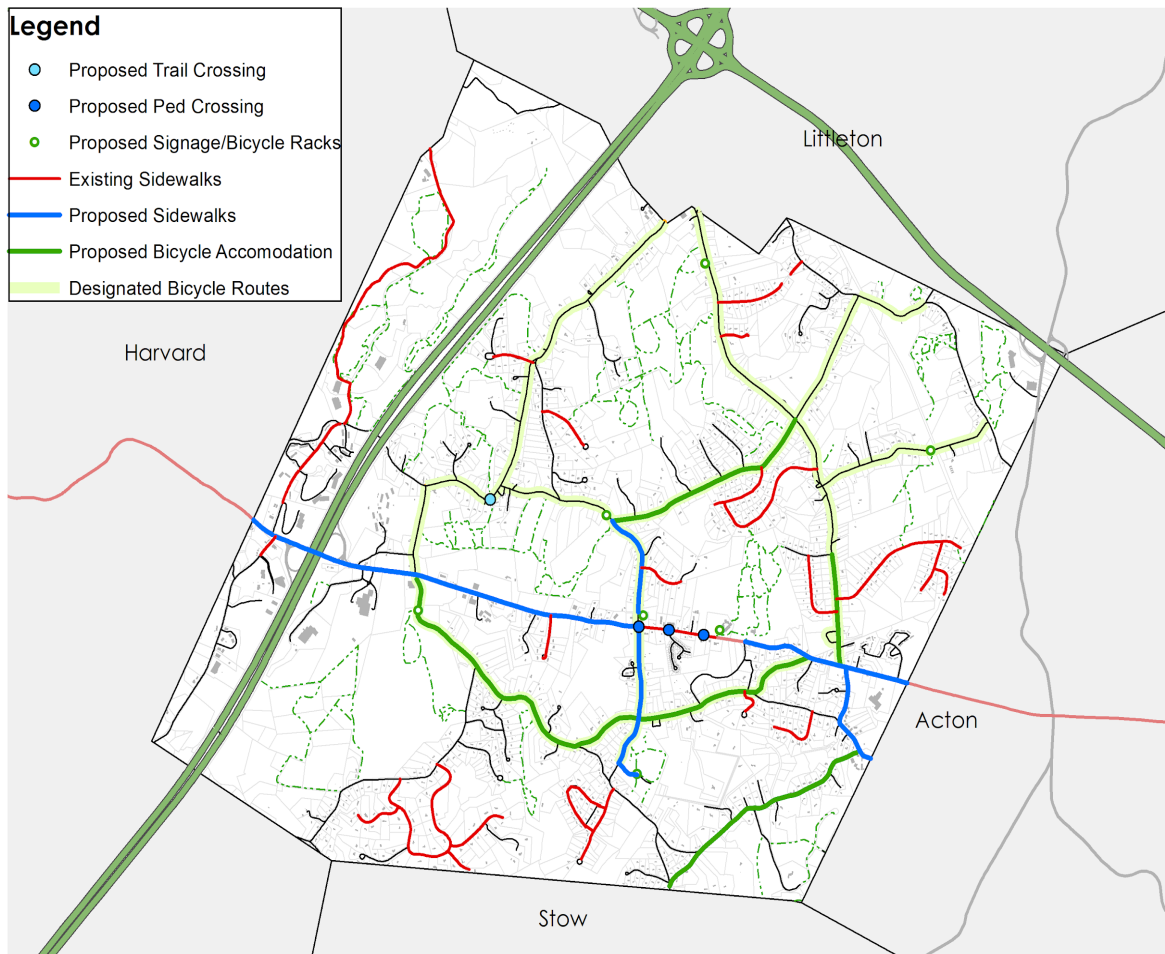 Legend
Proposed Trail Crossing
Proposed Ped Crossing
Proposed Signage/Bicycle Racks
Existing Sidewalks
Proposed Sidewalks
Proposed Bicycle Accomodation
Designated Bicycle Routes
Littleton
Harvard
Acton
Stow